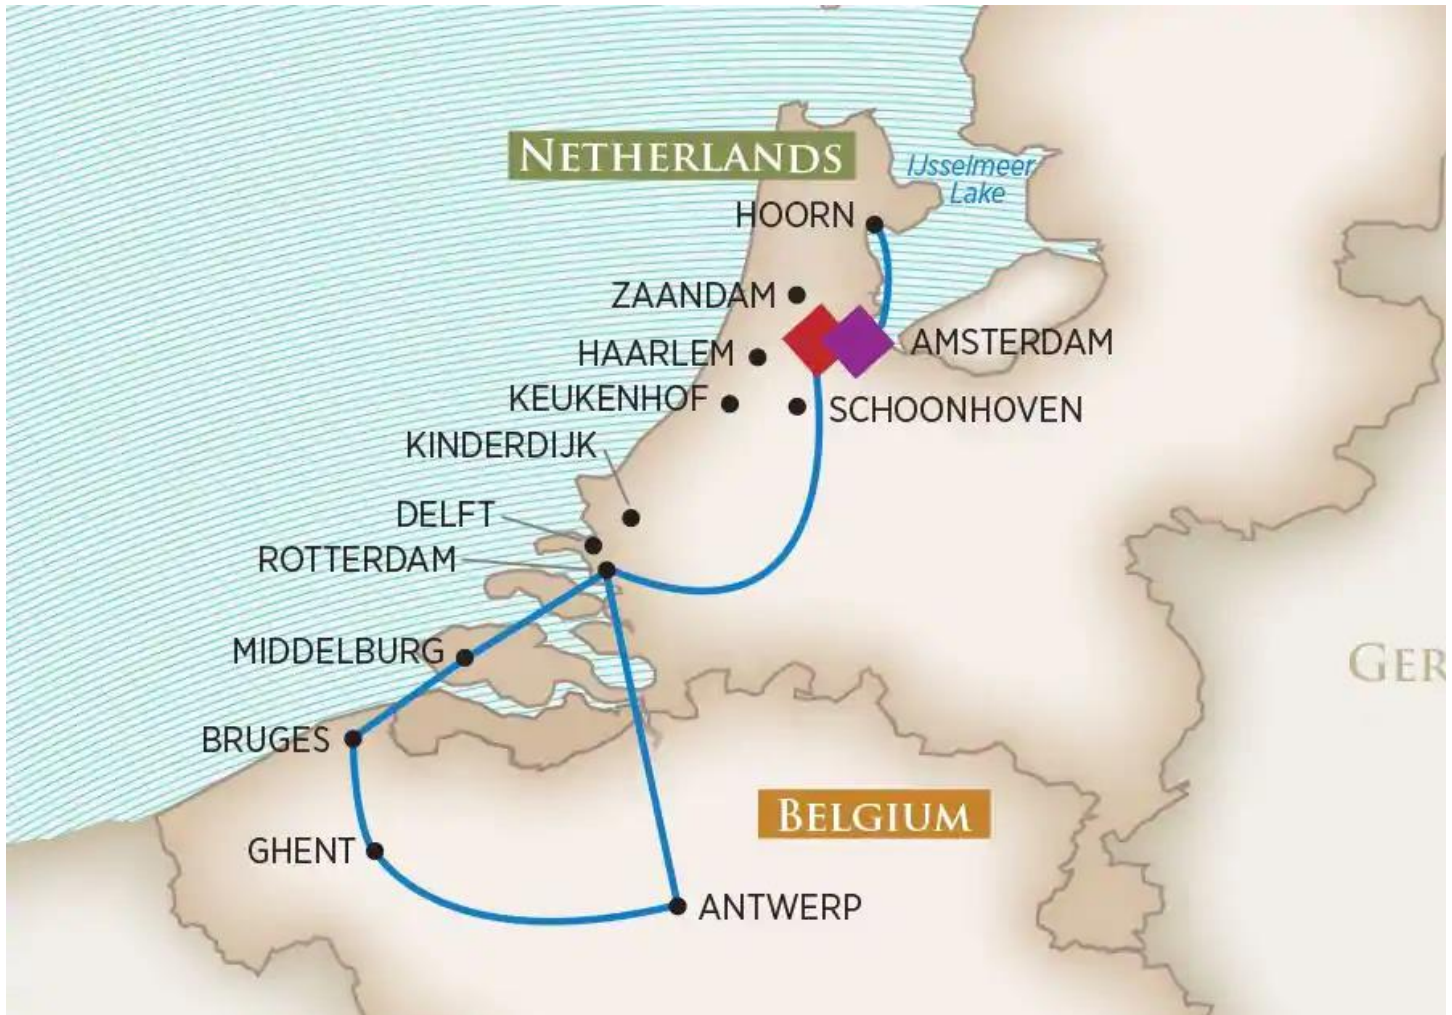 NETHERLANDS
IJsselmeer
Lake
HOORN
ZAANDAM
AMSTERDAM
HAARLEM
KEUKENHOF
SCHOONHOVEN
KINDERDIJK
DELFT
ROTTERDAM
MIDDELBURG
GER
BRUGES
BELGIUM
GHENT
ANTWERP